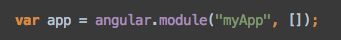 var app = angular.module("myApp", []);